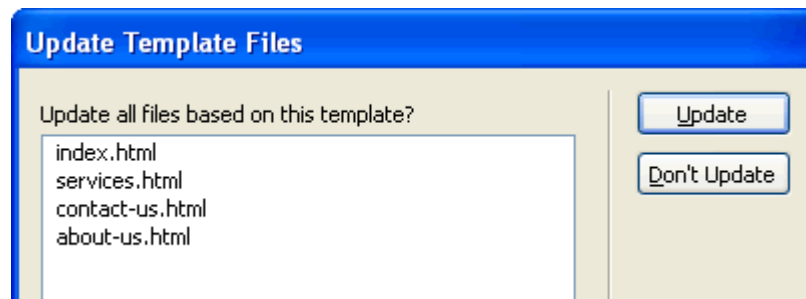 Update Template Files
Update all files based on this template?
Update
index.html
services.html
Don't Update
contact-us.html
about-us.html